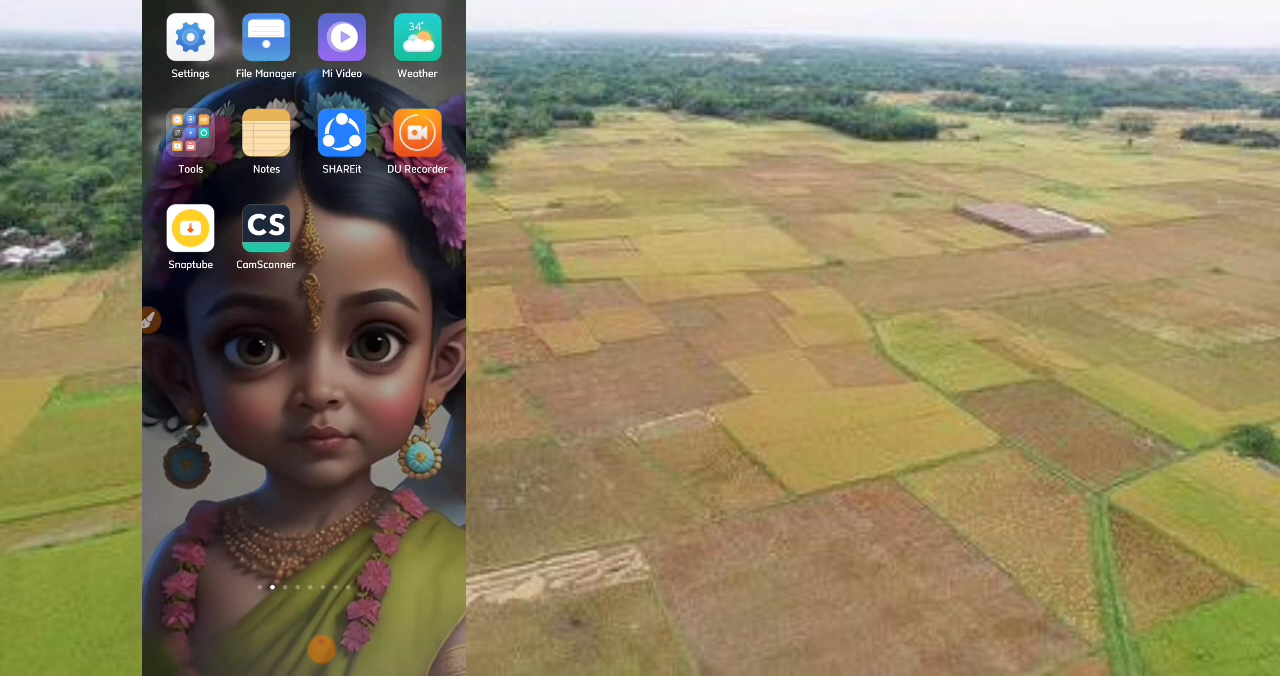 34°
Settings
File Manager
Mi Video
Weather
Tools
Notes
SHAREit
DU Recorder
CS
Snaptube
CamScanner